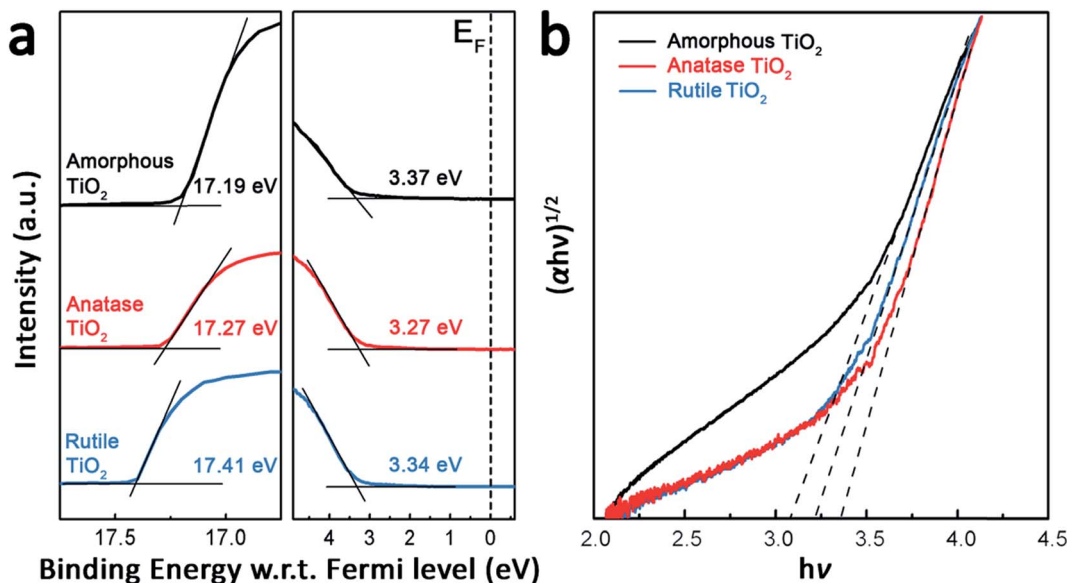 a
E_F
Amorphous
TiO₂
17.19 eV
3.37 eV
Anatase
TiO₂
17.27 eV
3.27 eV
Rutile
TiO₂
17.41 eV
3.34 eV
Intensity (a.u.)
17.5 17.0 4 3 2 1 0
Binding Energy w.r.t. Fermi level (eV)
b
Amorphous TiO₂
Anatase TiO₂
Rutile TiO₂
(αhν)^1/2
2.0 2.5 3.0 3.5 4.0 4.5
hν